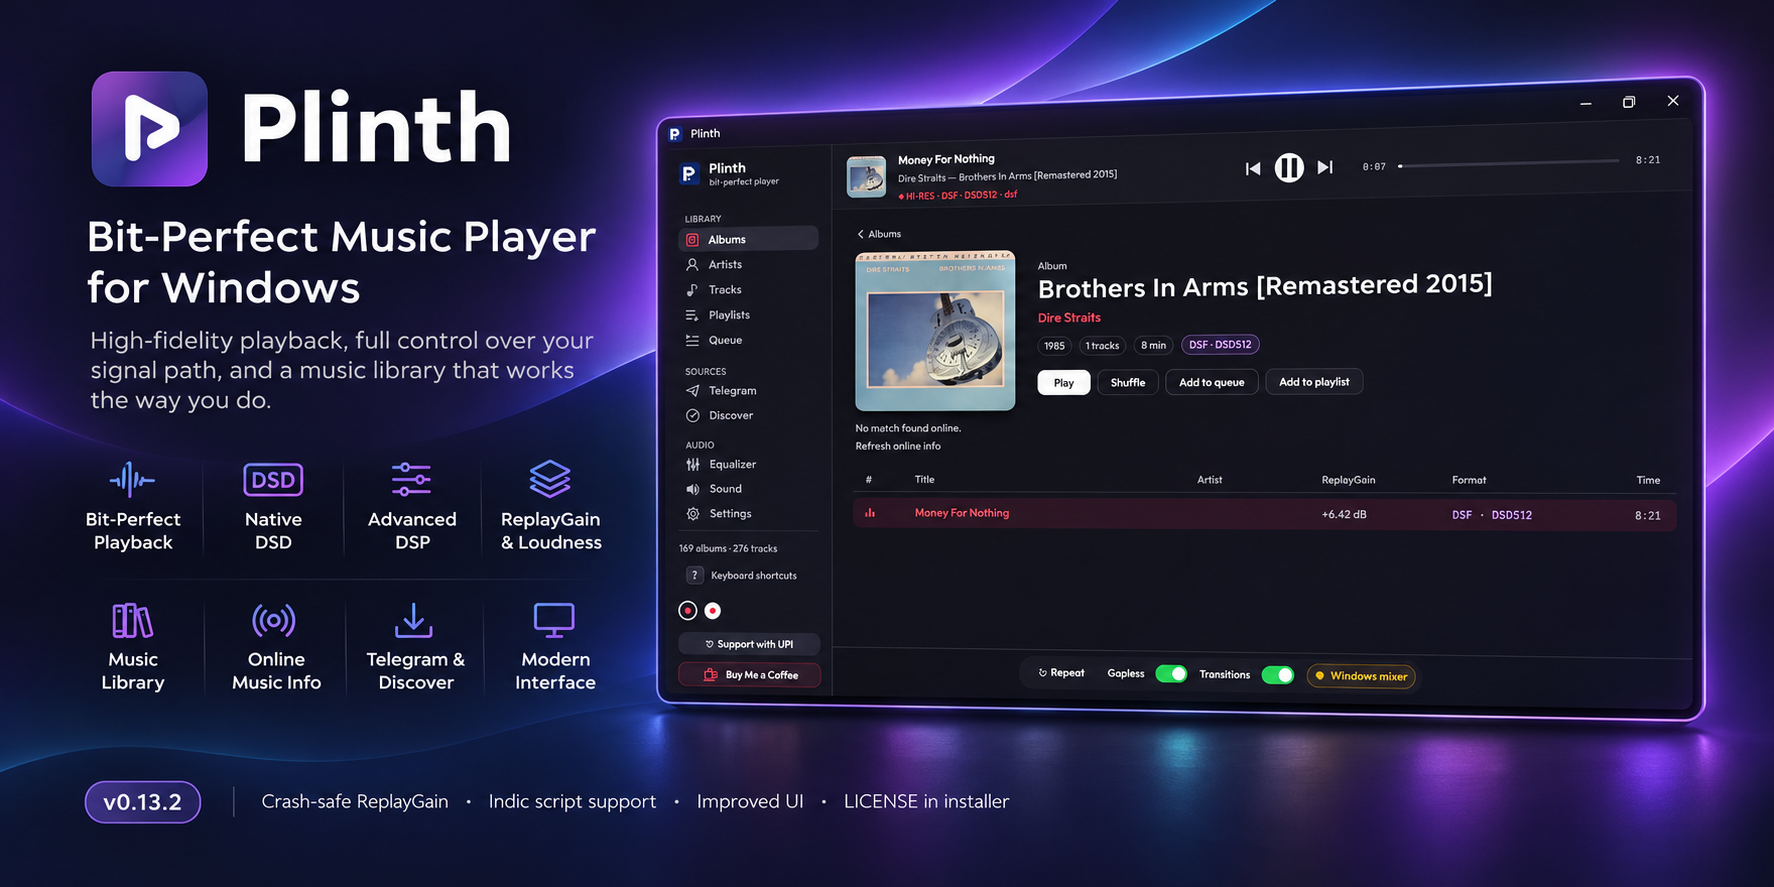 Plinth
Bit-Perfect Music Player
for Windows
High-fidelity playback, full control over your
signal path, and a music library that works
the way you do.
Bit-Perfect
Playback
DSD
Native
DSD
Advanced
DSP
ReplayGain
& Loudness
Music
Library
Online
Music Info
Telegram &
Discover
Modern
Interface
v0.13.2
Crash-safe ReplayGain • Indic script support • Improved UI • LICENSE in installer
Plinth
Plinth
bit-perfect player
LIBRARY
Albums
Artists
Tracks
Playlists
Queue
SOURCES
Telegram
Discover
AUDIO
Equalizer
Sound
Settings
169 albums · 276 tracks
? Keyboard shortcuts
Support with UPI
Buy Me a Coffee
Money For Nothing
Dire Straits — Brothers In Arms [Remastered 2015]
HI-RES · DSF · DSD512 · dsf
0:07
8:21
Albums
DIRE STRAITS
Album
Brothers In Arms [Remastered 2015]
Dire Straits
1985 1 tracks 8 min DSF · DSD512
Play Shuffle Add to queue Add to playlist
No match found online.
Refresh online info
# Title Artist ReplayGain Format Time
Money For Nothing +6.42 dB DSF · DSD512 8:21
Repeat Gapless Transitions Windows mixer